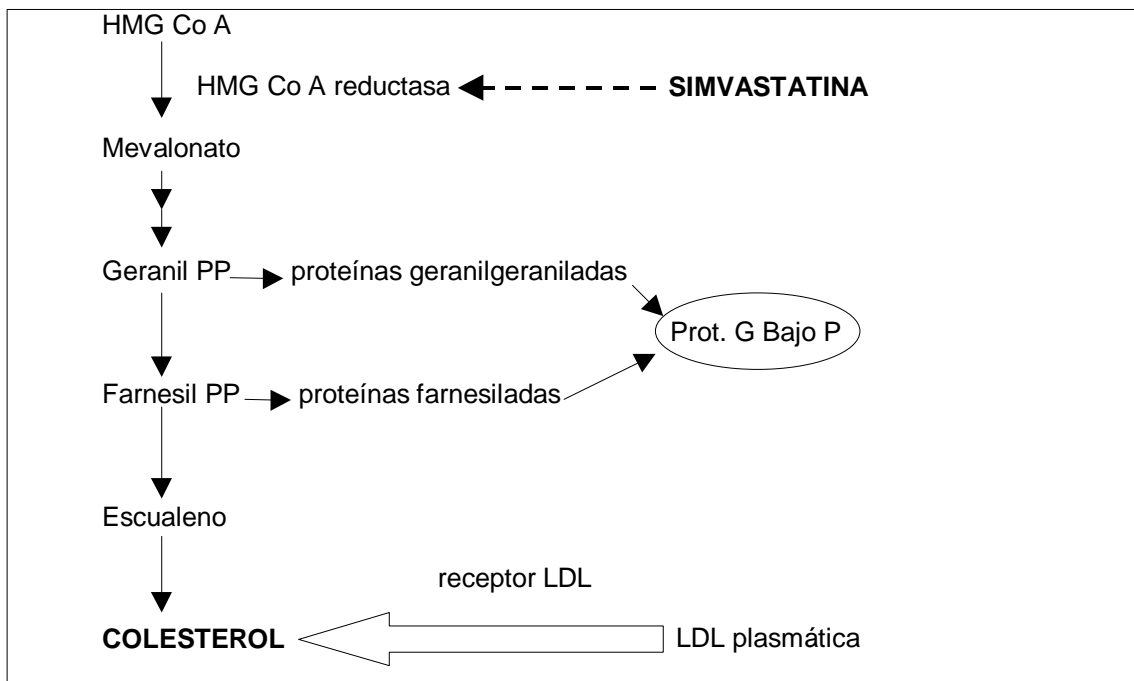 HMG Co A
HMG Co A reductasa
SIMVASTATINA
Mevalonato
Geranil PP
proteínas geranilgeraniladas
Prot. G Bajo P
Farnesil PP
proteínas farnesiladas
Escualeno
receptor LDL
COLESTEROL
LDL plasmática